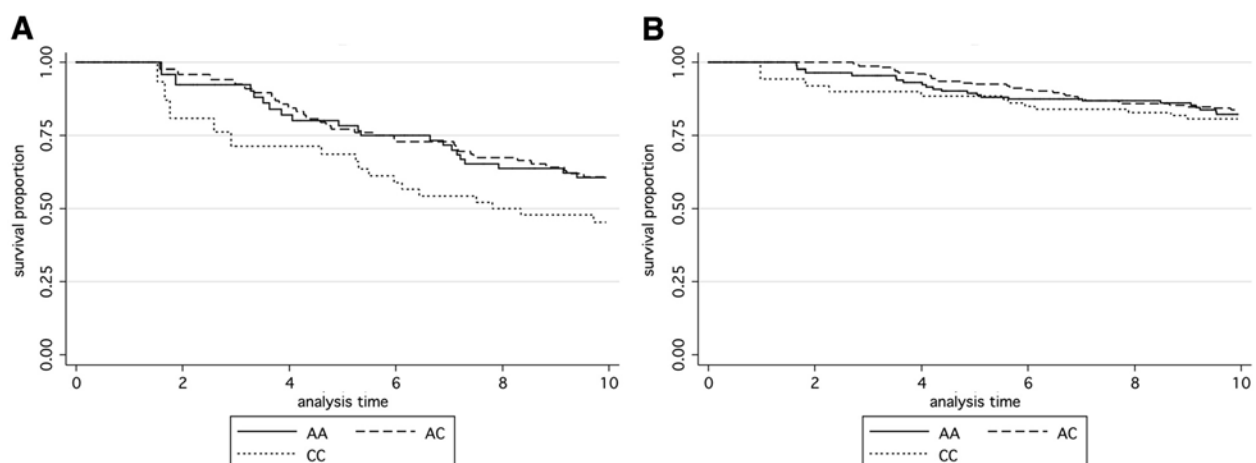 A
survival proportion
1.00
0.75
0.50
0.25
0.00
0 2 4 6 8 10
analysis time
AA AC
CC
B
survival proportion
1.00
0.75
0.50
0.25
0.00
0 2 4 6 8 10
analysis time
AA AC
CC